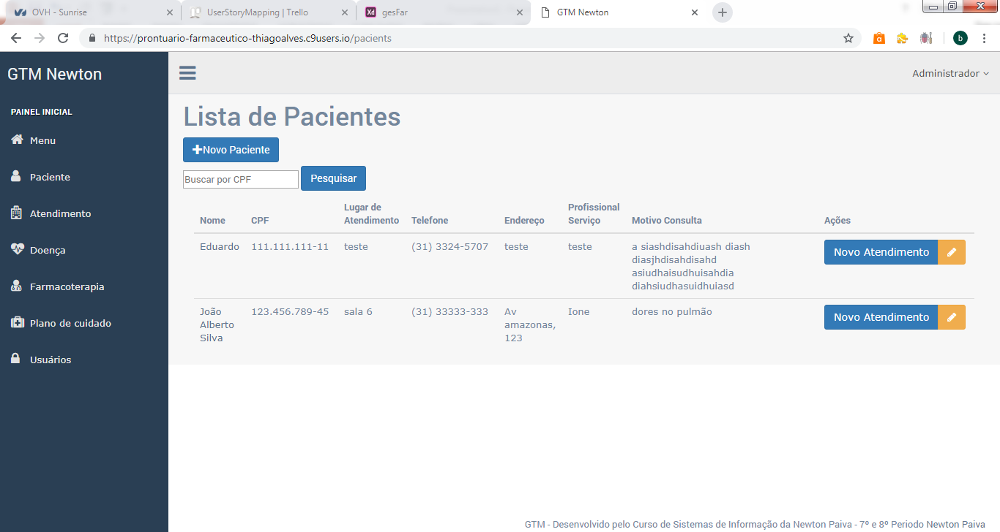 OVH - Sunrise
UserStoryMapping | Trello
Xd
gesFar
GTM Newton
https://prontuario-farmaceutico-thiagoalves.c9users.io/pacients
a
b
GTM Newton
Administrador
PAINEL INICIAL
Menu
Paciente
Atendimento
Doença
Farmacoterapia
Plano de cuidado
Usuários
Lista de Pacientes
Novo Paciente
Buscar por CPF
Pesquisar
Nome CPF Lugar de Atendimento Telefone Endereço Profissional Serviço Motivo Consulta Ações
Eduardo 111.111.111-11 teste (31) 3324-5707 teste teste a siashdisahdiuash diash Novo Atendimento
diasjhdisahdisahd
asiudhaisudhuisahdia
diahsiudhasuidhuiasd
João 123.456.789-45 sala 6 (31) 33333-333 Av Ione dores no pulmão Novo Atendimento
Alberto amazonas,
Silva 123
GTM - Desenvolvido pelo Curso de Sistemas de Informação da Newton Paiva - 7º e 8º Periodo Newton Paiva